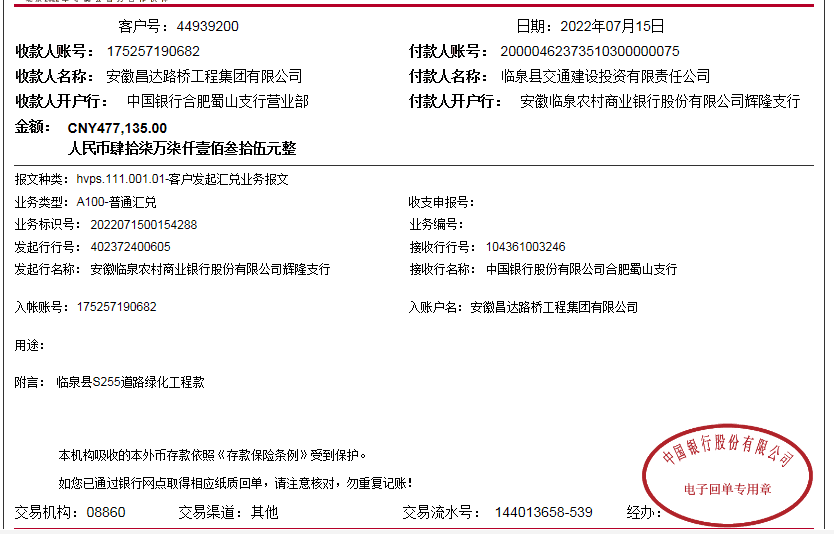 客户号：44939200 日期：2022年07月15日
收款人账号：175257190682 付款人账号：20000462373510300000075
收款人名称：安徽昌达路桥工程集团有限公司 付款人名称：临泉县交通建设投资有限责任公司
收款人开户行：中国银行合肥蜀山支行营业部 付款人开户行：安徽临泉农村商业银行股份有限公司辉隆支行
金额：CNY477,135.00
人民币肆拾柒万柒仟壹佰叁拾伍元整
报文种类：hvps.111.001.01-客户发起汇兑业务报文
业务类型：A100-普通汇兑 收支申报号：
业务标识号：2022071500154288 业务编号：
发起行行号：402372400605 接收行行号：104361003246
发起行名称：安徽临泉农村商业银行股份有限公司辉隆支行 接收行名称：中国银行股份有限公司合肥蜀山支行
入帐账号：175257190682 入账户名：安徽昌达路桥工程集团有限公司
用途：
附言：临泉县S255道路绿化工程款
本机构吸收的本外币存款依照《存款保险条例》受到保护。
如您已通过银行网点取得相应纸质回单，请注意核对，勿重复记账！
中国银行股份有限公司
电子回单专用章
交易机构：08860 交易渠道：其他 交易流水号：144013658-539 经办：